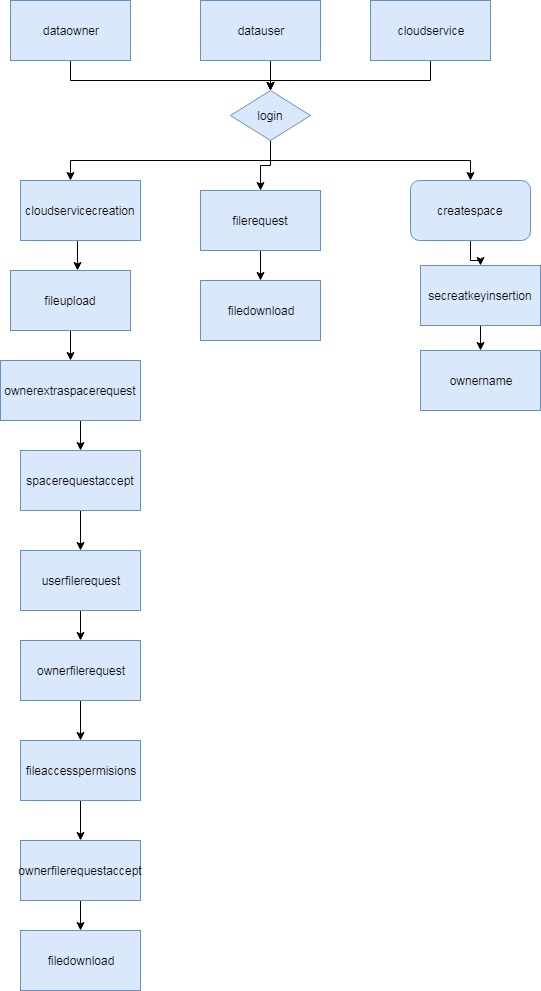 dataowner
datauser
cloudservice
login
cloudservicecreation
filerequest
createspace
fileupload
filedownload
secreatkeyinsertion
ownerextraspacerequest
ownername
spacerequestaccept
userfilerequest
ownerfilerequest
fileaccesspermisions
ownerfilerequestaccept
filedownload